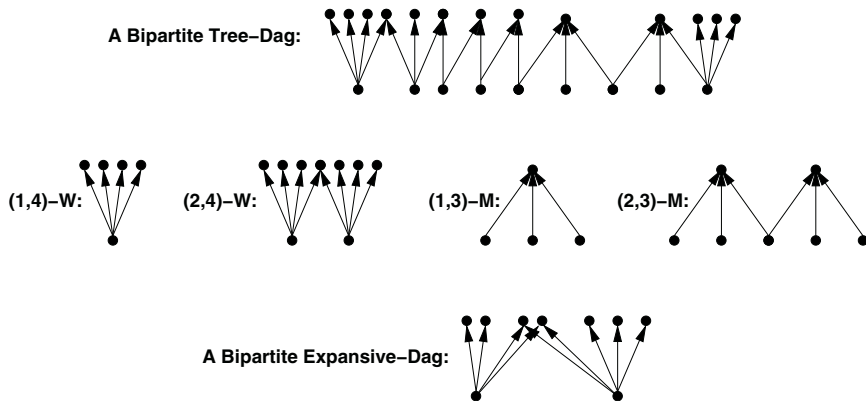 A Bipartite Tree–Dag:
(1,4)–W:
(2,4)–W:
(1,3)–M:
(2,3)–M:
A Bipartite Expansive–Dag: